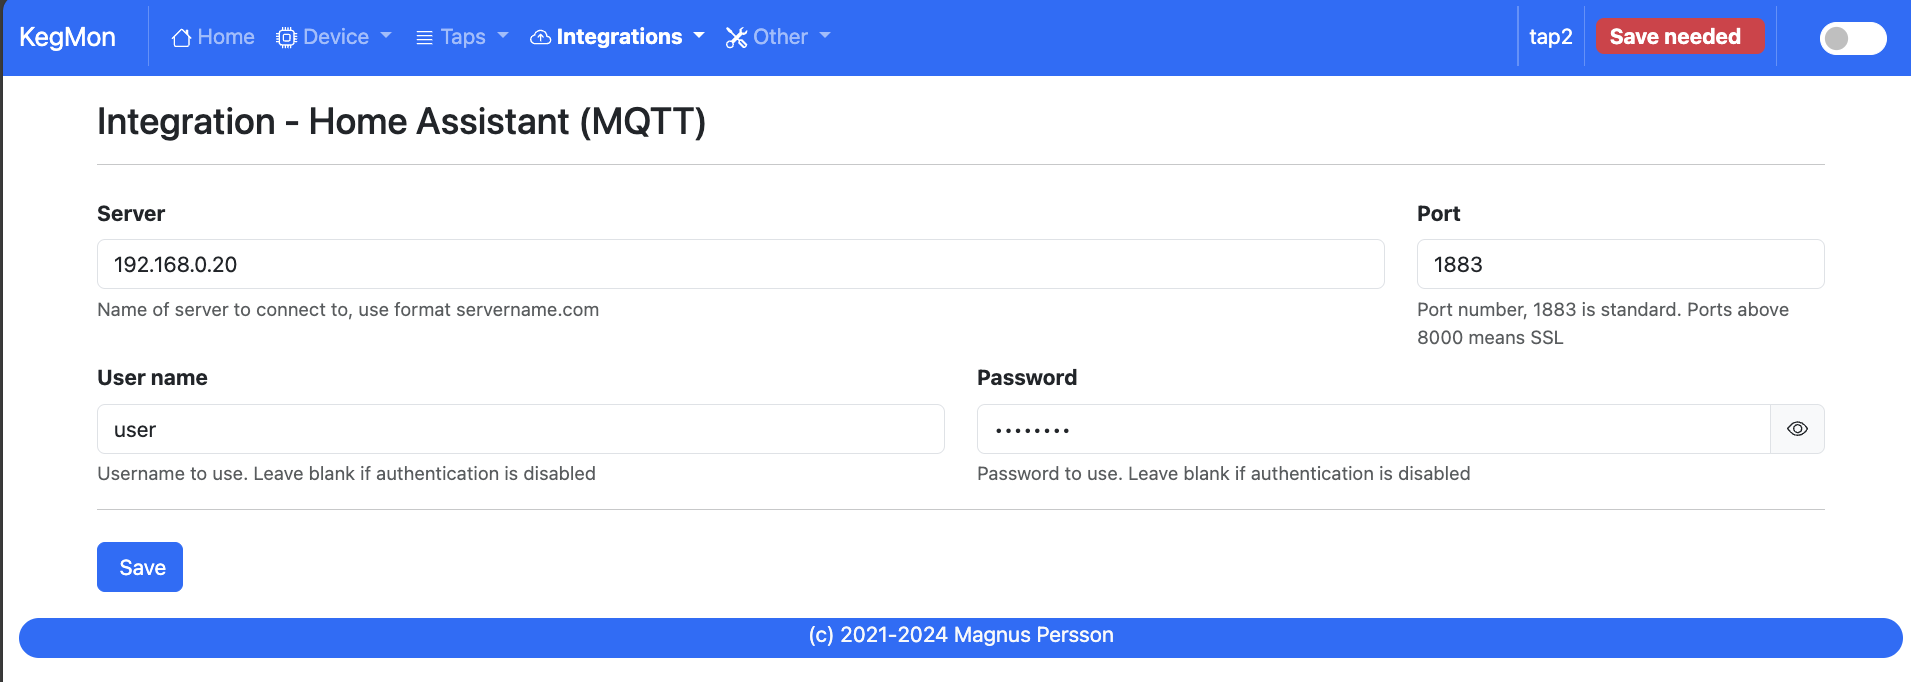 KegMon Home Device Taps Integrations Other tap2 Save needed
Integration - Home Assistant (MQTT)
Server Port
192.168.0.20 1883
Name of server to connect to, use format servername.com Port number, 1883 is standard. Ports above
8000 means SSL
User name Password
user ••••••••
Username to use. Leave blank if authentication is disabled Password to use. Leave blank if authentication is disabled
Save
(c) 2021-2024 Magnus Persson